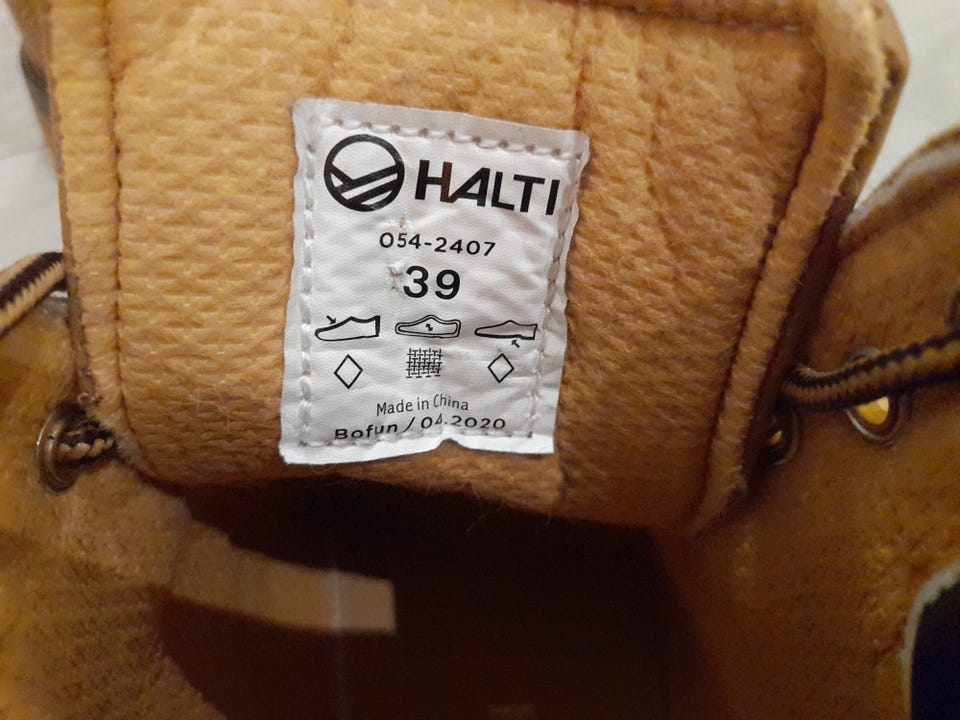 HALTI
054-2407
39
Made in China
Bofun / 04.2020